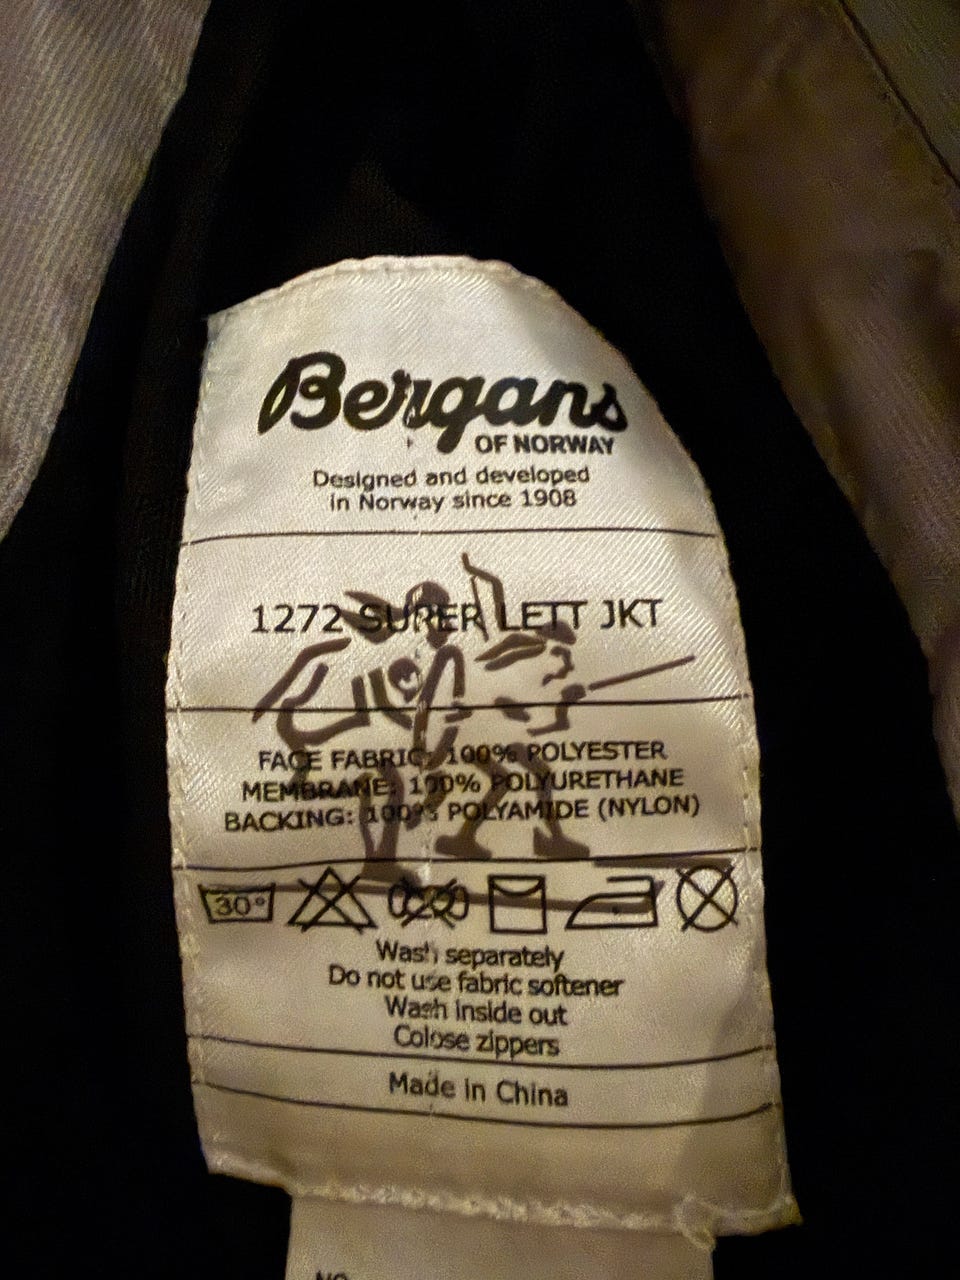 Bergans
OF NORWAY
Designed and developed
in Norway since 1908
1272 SUPER LETT JKT
FACE FABRIC: 100% POLYESTER
MEMBRANE: 100% POLYURETHANE
BACKING: 100% POLYAMIDE (NYLON)
30°
Wash separately
Do not use fabric softener
Wash inside out
Colose zippers
Made in China